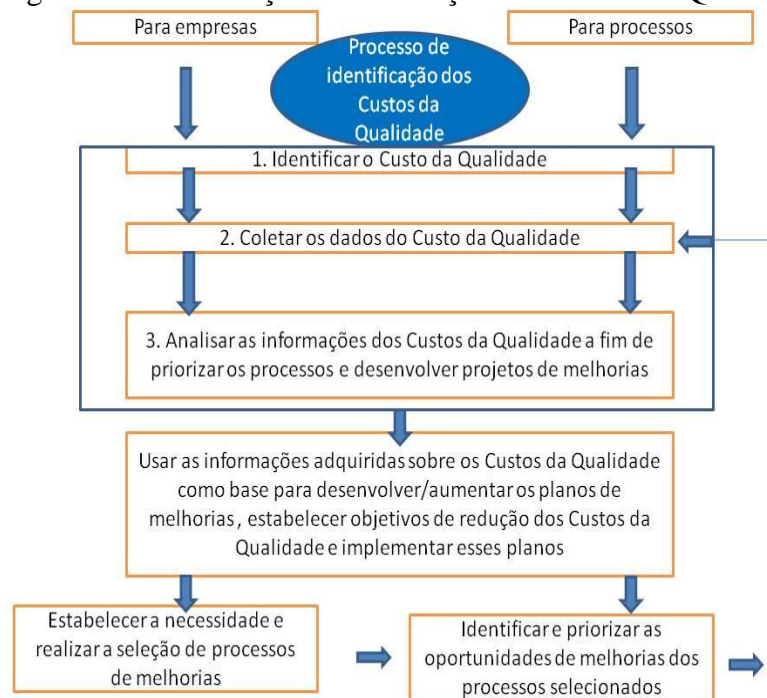 Para empresas
Para processos
Processo de
identificação dos
Custos da
Qualidade
1. Identificar o Custo da Qualidade
2. Coletar os dados do Custo da Qualidade
3. Analisar as informações dos Custos da Qualidade a fim de
priorizar os processos e desenvolver projetos de melhorias
Usar as informações adquiridas sobre os Custos da Qualidade
como base para desenvolver/aumentar os planos de
melhorias , estabelecer objetivos de redução dos Custos da
Qualidade e implementar esses planos
Estabelecer a necessidade e
realizar a seleção de processos
de melhorias
Identificar e priorizar as
oportunidades de melhorias dos
processos selecionados